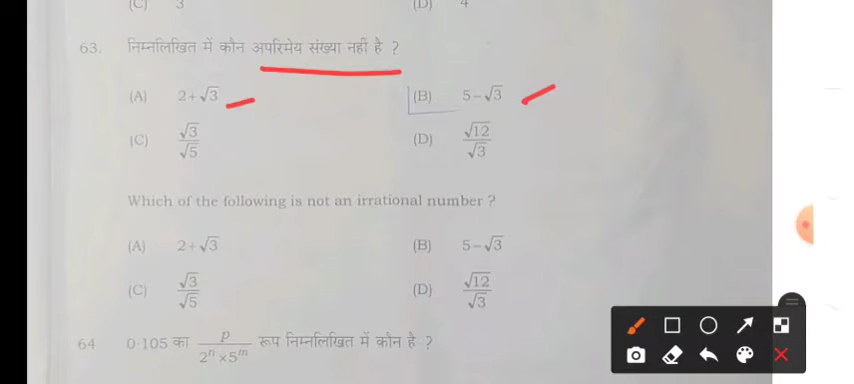 (C) 3 (D) 4
63. निम्नलिखित में कौन अपरिमेय संख्या नहीं है ?
(A) 2+√3 (B) 5−√3
(C) √3/√5 (D) √12/√3
Which of the following is not an irrational number ?
(A) 2+√3 (B) 5−√3
(C) √3/√5 (D) √12/√3
64 0·105 का p/(2ⁿ×5ᵐ) रूप निम्नलिखित में कौन है ?